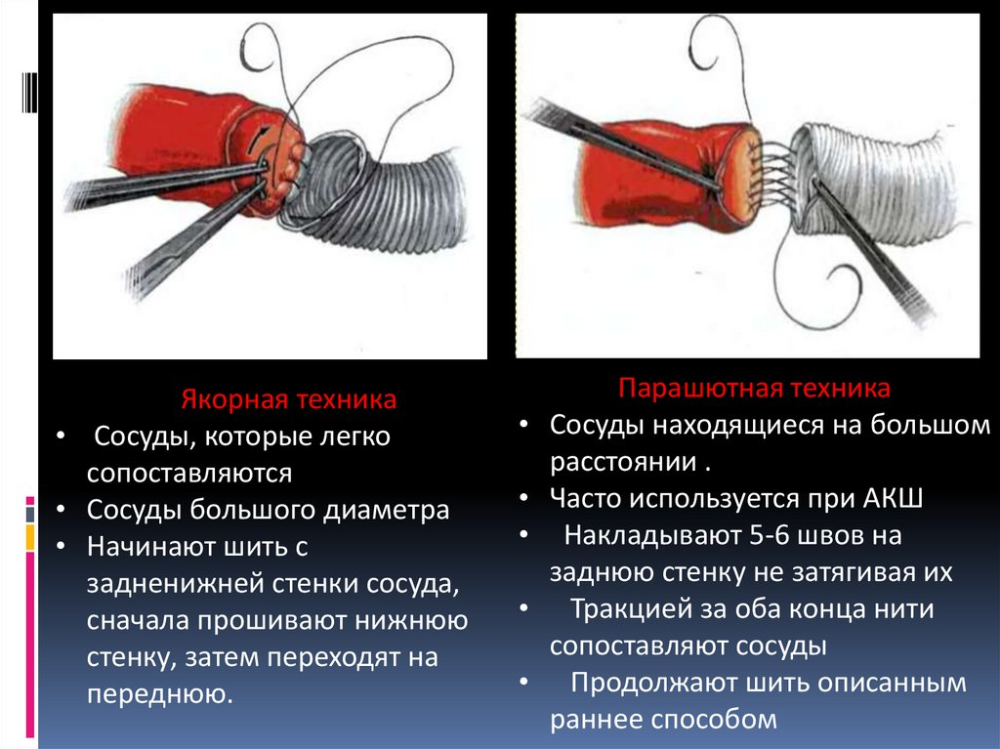 Якорная техника
• Сосуды, которые легко
сопоставляются
• Сосуды большого диаметра
• Начинают шить с
задненижней стенки сосуда,
сначала прошивают нижнюю
стенку, затем переходят на
переднюю.
Парашютная техника
• Сосуды находящиеся на большом
расстоянии .
• Часто используется при АКШ
• Накладывают 5-6 швов на
заднюю стенку не затягивая их
• Тракцией за оба конца нити
сопоставляют сосуды
• Продолжают шить описанным
раннее способом